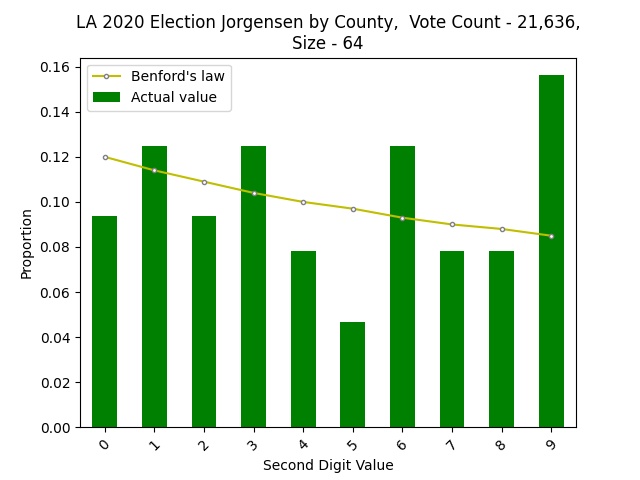 LA 2020 Election Jorgensen by County,  Vote Count - 21,636,
Size - 64
Benford's law
Actual value
0.16
0.14
0.12
0.10
0.08
0.06
0.04
0.02
0.00
Proportion
0 1 2 3 4 5 6 7 8 9
Second Digit Value